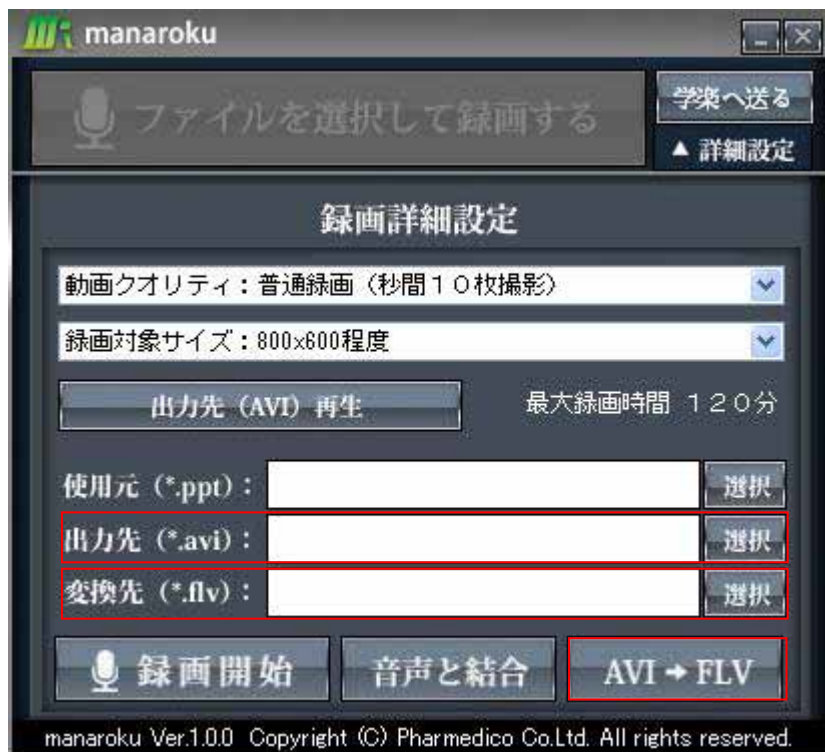 manaroku
ファイルを選択して録画する
学楽へ送る
▲ 詳細設定
録画詳細設定
動画クオリティ：普通録画（秒間１０枚撮影）
録画対象サイズ：800x600程度
出力先（AVI）再生
最大録画時間 １２０分
使用元（*.ppt）： 選択
出力先（*.avi）： 選択
変換先（*.flv）： 選択
録画開始 音声と結合 AVI→FLV
manaroku Ver.1.0.0 Copyright (C) Pharmedico Co.Ltd. All rights reserved.